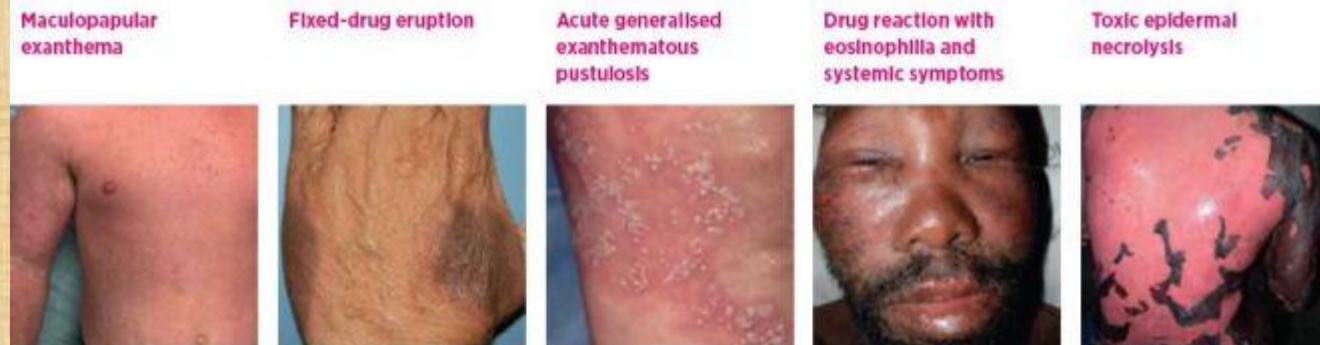 Maculopapular
exanthema
Fixed-drug eruption
Acute generalised
exanthematous
pustulosis
Drug reaction with
eosinophilia and
systemic symptoms
Toxic epidermal
necrolysis